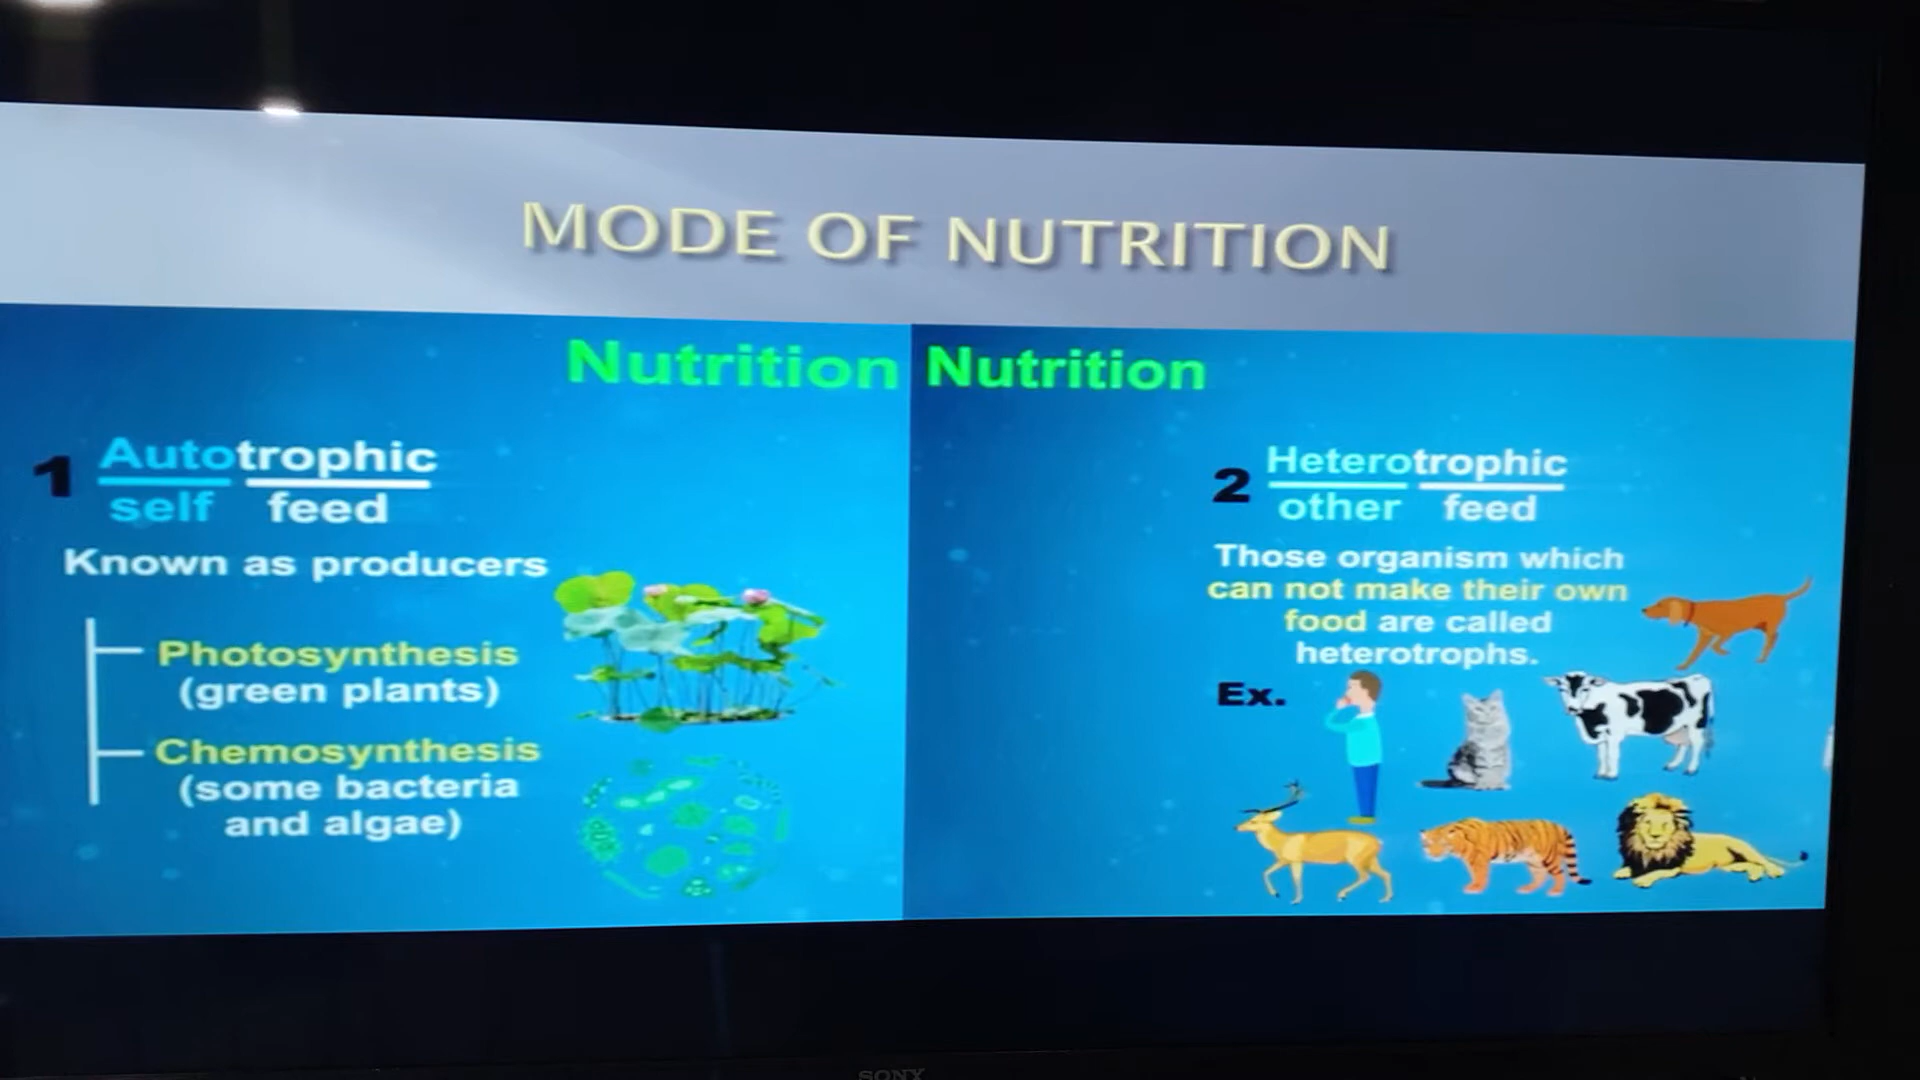 MODE OF NUTRITION
Nutrition
1 Autotrophic
self feed
Known as producers
Photosynthesis
(green plants)
Chemosynthesis
(some bacteria
and algae)
Nutrition
2 Heterotrophic
other feed
Those organism which
can not make their own
food are called
heterotrophs.
Ex.
SONY